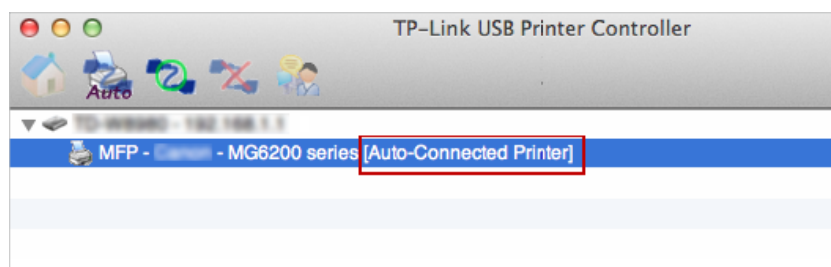 TP-Link USB Printer Controller
Auto
MFP - - MG6200 series [Auto-Connected Printer]